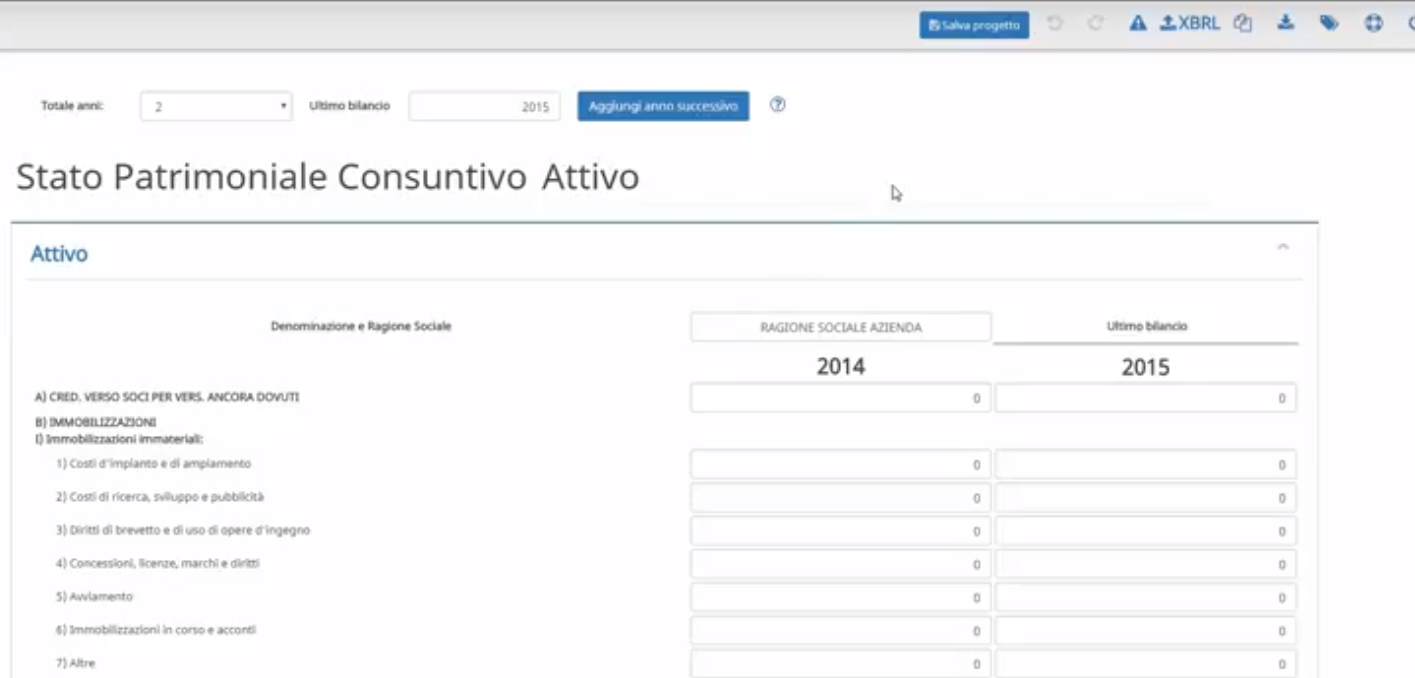 Salva progetto XBRL
Totale anni: 2 Ultimo bilancio 2015 Aggiungi anno successivo ?
Stato Patrimoniale Consuntivo Attivo
Attivo
Denominazione e Ragione Sociale RAGIONE SOCIALE AZIENDA Ultimo bilancio
2014 2015
A) CRED. VERSO SOCI PER VERS. ANCORA DOVUTI 0 0
B) IMMOBILIZZAZIONI
I) Immobilizzazioni immateriali:
1) Costi d'impianto e di ampiamento 0 0
2) Costi di ricerca, sviluppo e pubblicità 0 0
3) Diritti di brevetto e di uso di opere d'ingegno 0 0
4) Concessioni, licenze, marchi e diritti 0 0
5) Avviamento 0 0
6) Immobilizzazioni in corso e acconti 0 0
7) Altre 0 0